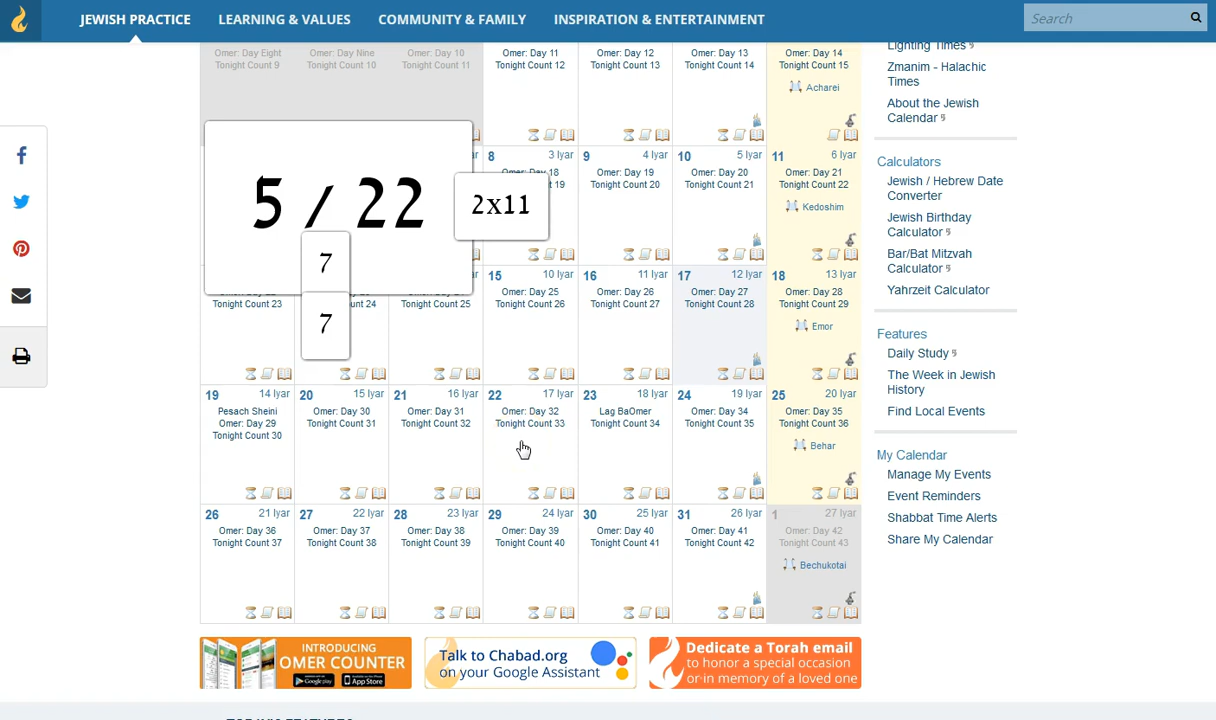 JEWISH PRACTICE
LEARNING & VALUES
COMMUNITY & FAMILY
INSPIRATION & ENTERTAINMENT
Search
Omer: Day Eight
Tonight Count 9
Omer: Day Nine
Tonight Count 10
Omer: Day 10
Tonight Count 11
Omer: Day 11
Tonight Count 12
Omer: Day 12
Tonight Count 13
Omer: Day 13
Tonight Count 14
Omer: Day 14
Tonight Count 15
Acharei
5 / 22
2x11
7
7
8 3 Iyar
9 4 Iyar
Omer: Day 19
Tonight Count 20
10 5 Iyar
Omer: Day 20
Tonight Count 21
11 6 Iyar
Omer: Day 21
Tonight Count 22
Kedoshim
Tonight Count 23
15 10 Iyar
Omer: Day 25
Tonight Count 26
16 11 Iyar
Omer: Day 26
Tonight Count 27
17 12 Iyar
Omer: Day 27
Tonight Count 28
18 13 Iyar
Omer: Day 28
Tonight Count 29
Emor
19 14 Iyar
Pesach Sheini
Omer: Day 29
Tonight Count 30
20 15 Iyar
Omer: Day 30
Tonight Count 31
21 16 Iyar
Omer: Day 31
Tonight Count 32
22 17 Iyar
Omer: Day 32
Tonight Count 33
23 18 Iyar
Lag BaOmer
Tonight Count 34
24 19 Iyar
Omer: Day 34
Tonight Count 35
25 20 Iyar
Omer: Day 35
Tonight Count 36
Behar
26 21 Iyar
Omer: Day 36
Tonight Count 37
27 22 Iyar
Omer: Day 37
Tonight Count 38
28 23 Iyar
Omer: Day 38
Tonight Count 39
29 24 Iyar
Omer: Day 39
Tonight Count 40
30 25 Iyar
Omer: Day 40
Tonight Count 41
31 26 Iyar
Omer: Day 41
Tonight Count 42
1 27 Iyar
Omer: Day 42
Tonight Count 43
Bechukotai
Lighting Times
Zmanim - Halachic
Times
About the Jewish
Calendar
Calculators
Jewish / Hebrew Date
Converter
Jewish Birthday
Calculator
Bar/Bat Mitzvah
Calculator
Yahrzeit Calculator
Features
Daily Study
The Week in Jewish
History
Find Local Events
My Calendar
Manage My Events
Event Reminders
Shabbat Time Alerts
Share My Calendar
INTRODUCING
OMER COUNTER
Google play
App Store
Talk to Chabad.org
on your Google Assistant
Dedicate a Torah email
to honor a special occasion
or in memory of a loved one